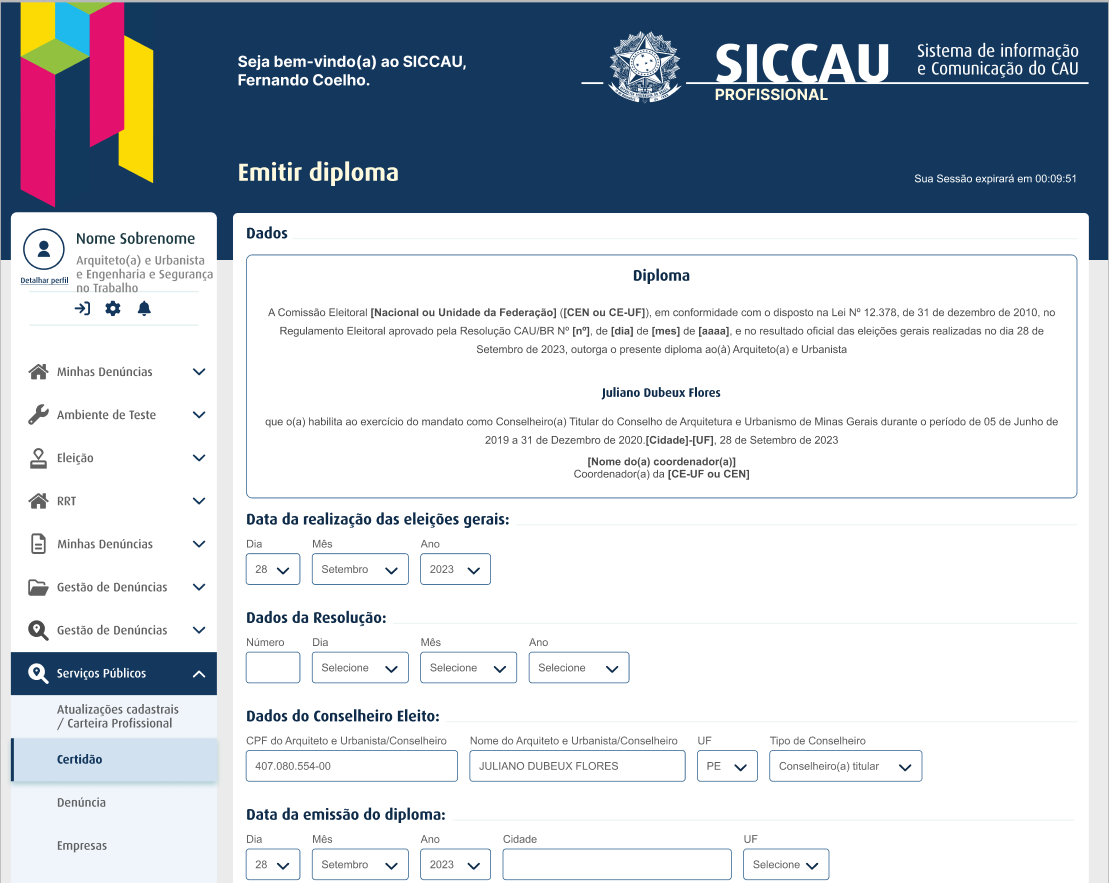 Seja bem-vindo(a) ao SICCAU,
Fernando Coelho.
SICCAU
PROFISSIONAL
Sistema de informação
e Comunicação do CAU
Emitir diploma
Sua Sessão expirará em 00:09:51
Nome Sobrenome
Arquiteto(a) e Urbanista
e Engenharia e Segurança
no Trabalho
Detalhar perfil
Minhas Denúncias
Ambiente de Teste
Eleição
RRT
Minhas Denúncias
Gestão de Denúncias
Gestão de Denúncias
Serviços Públicos
Atualizações cadastrais
/ Carteira Profissional
Certidão
Denúncia
Empresas
Dados
Diploma
A Comissão Eleitoral [Nacional ou Unidade da Federação] ([CEN ou CE-UF]), em conformidade com o disposto na Lei Nº 12.378, de 31 de dezembro de 2010, no
Regulamento Eleitoral aprovado pela Resolução CAU/BR Nº [nº], de [dia] de [mes] de [aaaa], e no resultado oficial das eleições gerais realizadas no dia 28 de
Setembro de 2023, outorga o presente diploma ao(à) Arquiteto(a) e Urbanista
Juliano Dubeux Flores
que o(a) habilita ao exercício do mandato como Conselheiro(a) Titular do Conselho de Arquitetura e Urbanismo de Minas Gerais durante o período de 05 de Junho de
2019 a 31 de Dezembro de 2020.[Cidade]-[UF], 28 de Setembro de 2023
[Nome do(a) coordenador(a)]
Coordenador(a) da [CE-UF ou CEN]
Data da realização das eleições gerais:
Dia Mês Ano
28 Setembro 2023
Dados da Resolução:
Número Dia Mês Ano
Selecione Selecione Selecione
Dados do Conselheiro Eleito:
CPF do Arquiteto e Urbanista/Conselheiro Nome do Arquiteto e Urbanista/Conselheiro UF Tipo de Conselheiro
407.080.554-00 JULIANO DUBEUX FLORES PE Conselheiro(a) titular
Data da emissão do diploma:
Dia Mês Ano Cidade UF
28 Setembro 2023 Selecione